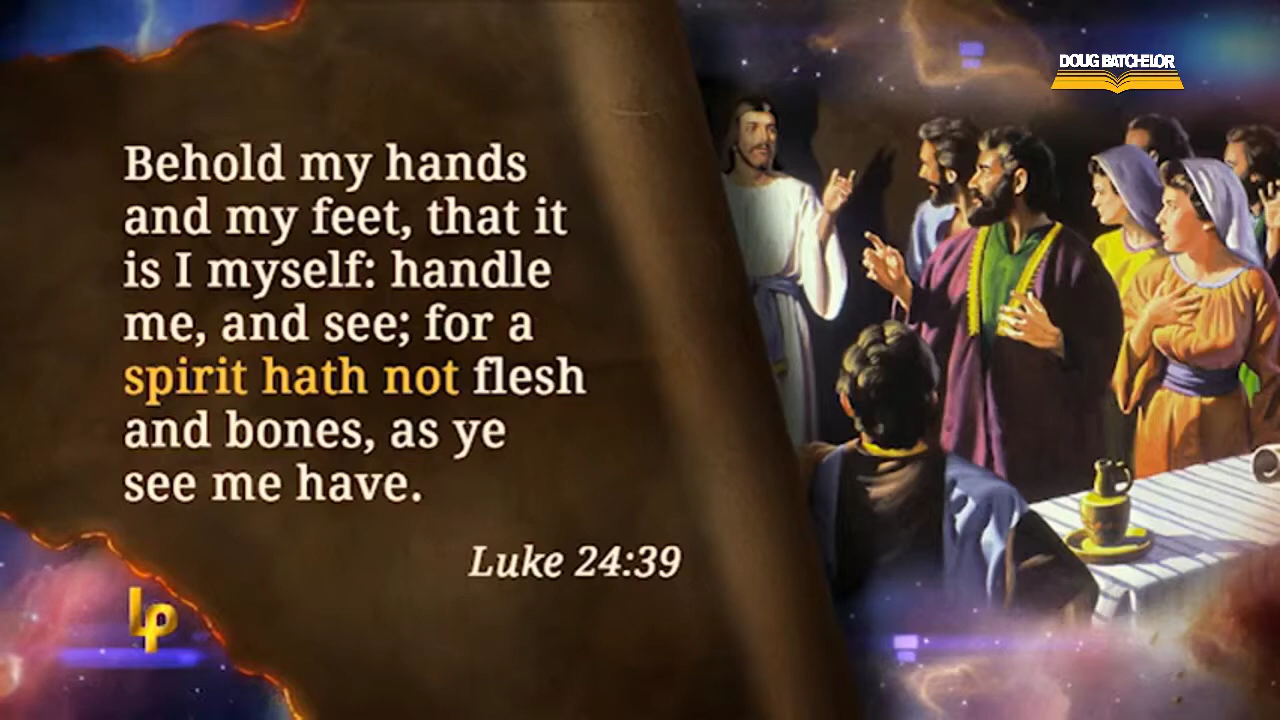 DOUG BATCHELOR
Behold my hands
and my feet, that it
is I myself: handle
me, and see; for a
spirit hath not flesh
and bones, as ye
see me have.
Luke 24:39
LP